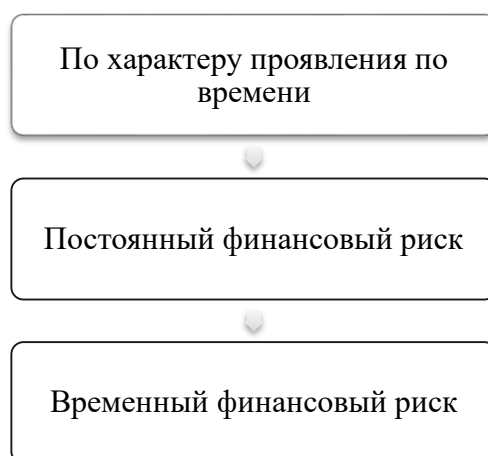 По характеру проявления по
времени
Постоянный финансовый риск
Временный финансовый риск